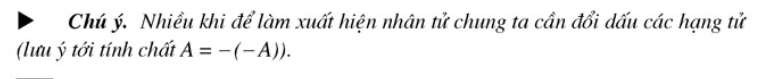 Chú ý. Nhiều khi để làm xuất hiện nhân tử chung ta cần đổi dấu các hạng tử
(lưu ý tới tính chất A = −(−A)).